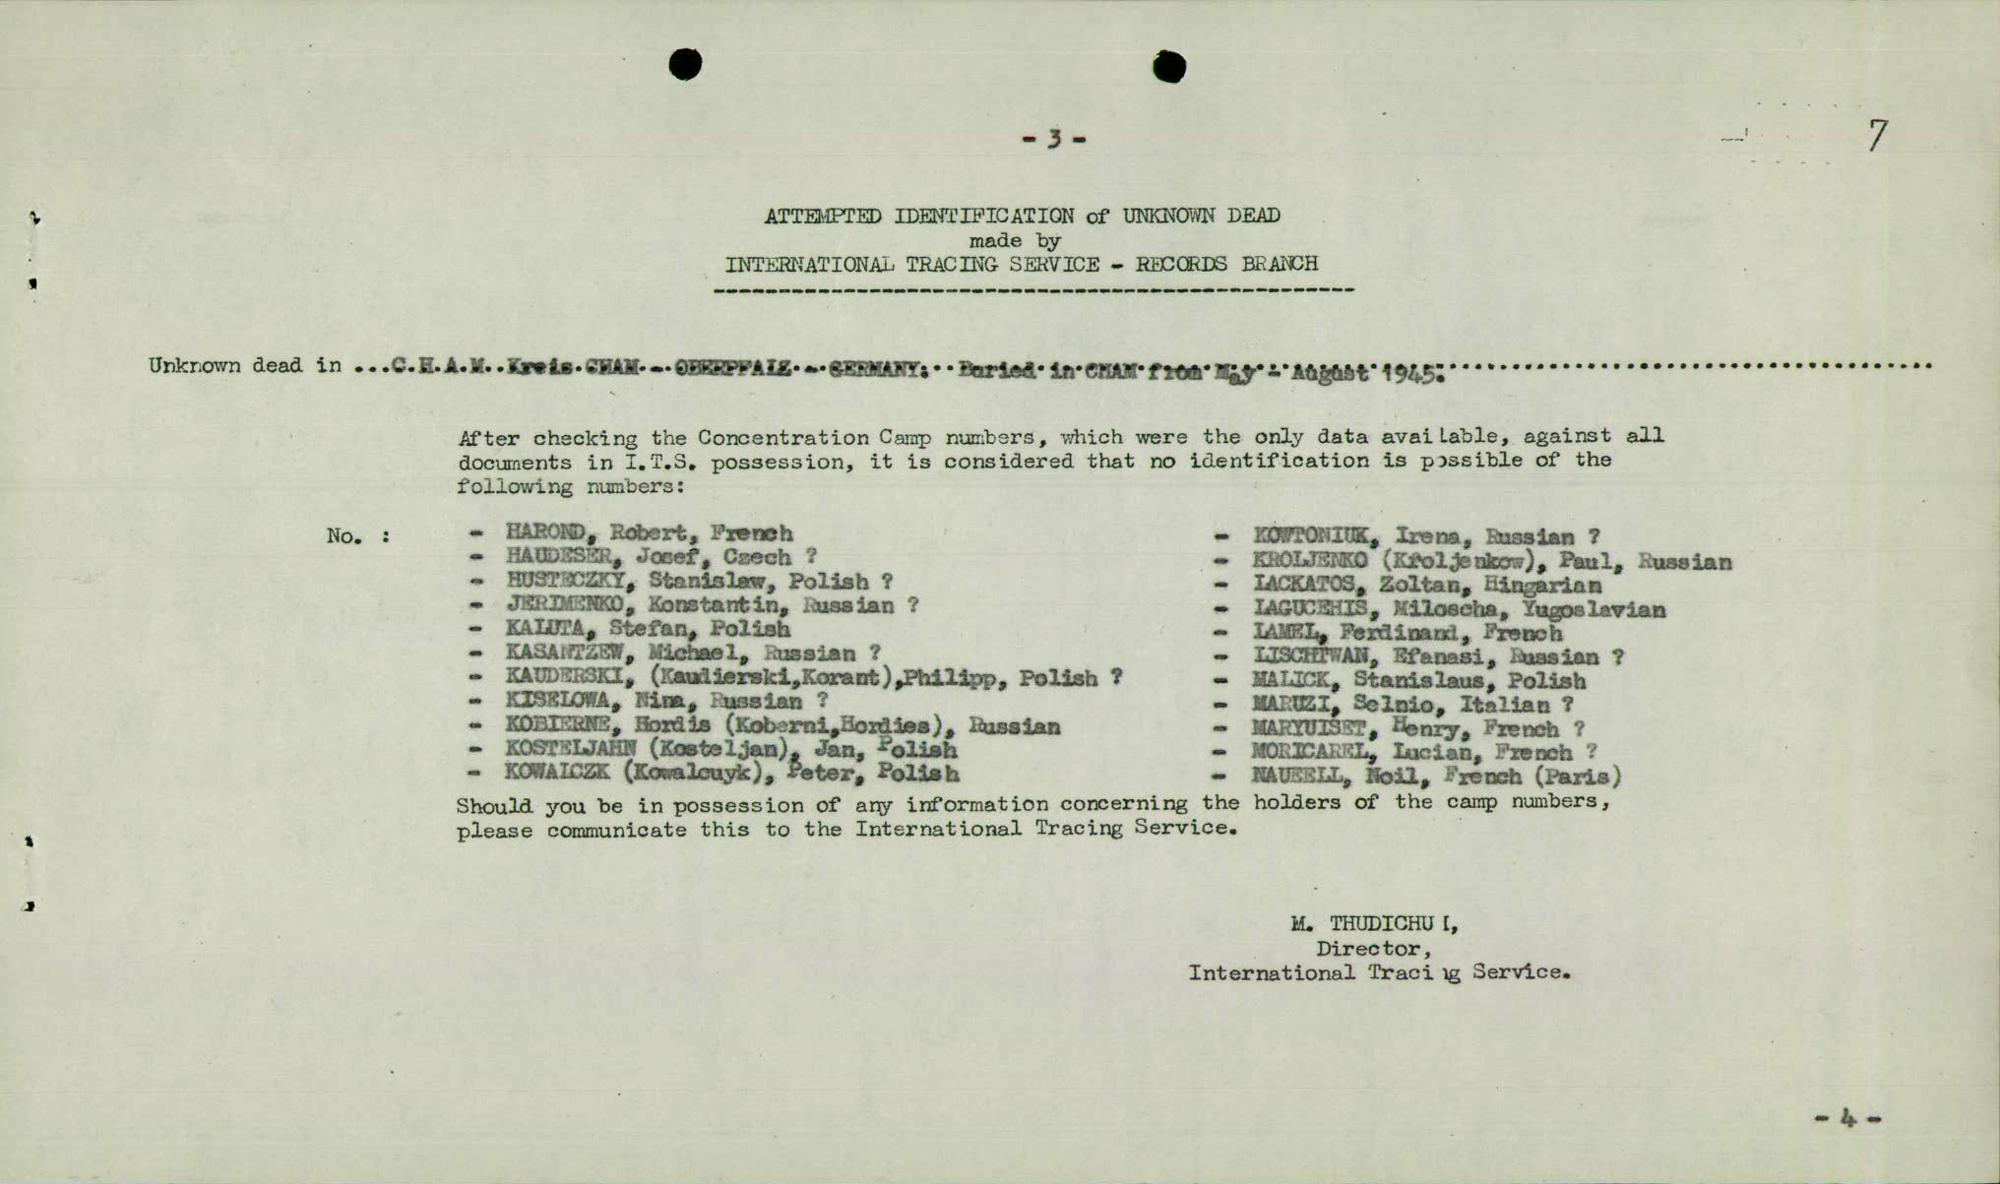 - 3 -
7
ATTEMPTED IDENTIFICATION of UNKNOWN DEAD
made by
INTERNATIONAL TRACING SERVICE - RECORDS BRANCH
Unknown dead in ...C.H.A.M..Kreis.CHAM.-.OBERPFALZ.-.GERMANY:..Buried.in.CHAM.from.May.-.August.1945:
After checking the Concentration Camp numbers, which were the only data available, against all
documents in I.T.S. possession, it is considered that no identification is possible of the
following numbers:
No. :
- HAROND, Robert, French
- HAUDESER, Josef, Czech ?
- HUSTECZKY, Stanislaw, Polish ?
- JERIMENKO, Konstantin, Russian ?
- KALUTA, Stefan, Polish
- KASANTZEW, Michael, Russian ?
- KAUDERSKI, (Kaudierski,Korant),Philipp, Polish ?
- KISELOWA, Nina, Russian ?
- KOBIERNE, Hordis (Koberni,Hordies), Russian
- KOSTELJAHN (Kosteljan), Jan, Polish
- KOWALCZK (Kowalcuyk), Peter, Polish
- KOWTONIUK, Irena, Russian ?
- KROLJENKO (Kroljenkow), Paul, Russian
- LACKATOS, Zoltan, Hingarian
- LAGUCEHIS, Miloscha, Yugoslavian
- LAMEL, Ferdinand, French
- LISCHTWAN, Efanasi, Russian ?
- MALICK, Stanislaus, Polish
- MARUZI, Selnio, Italian ?
- MARYUISET, Henry, French ?
- MORICAREL, Lucian, French ?
- NAUSELL, Noil, French (Paris)
Should you be in possession of any information concerning the holders of the camp numbers,
please communicate this to the International Tracing Service.
M. THUDICHUM,
Director,
International Tracing Service.
- 4 -